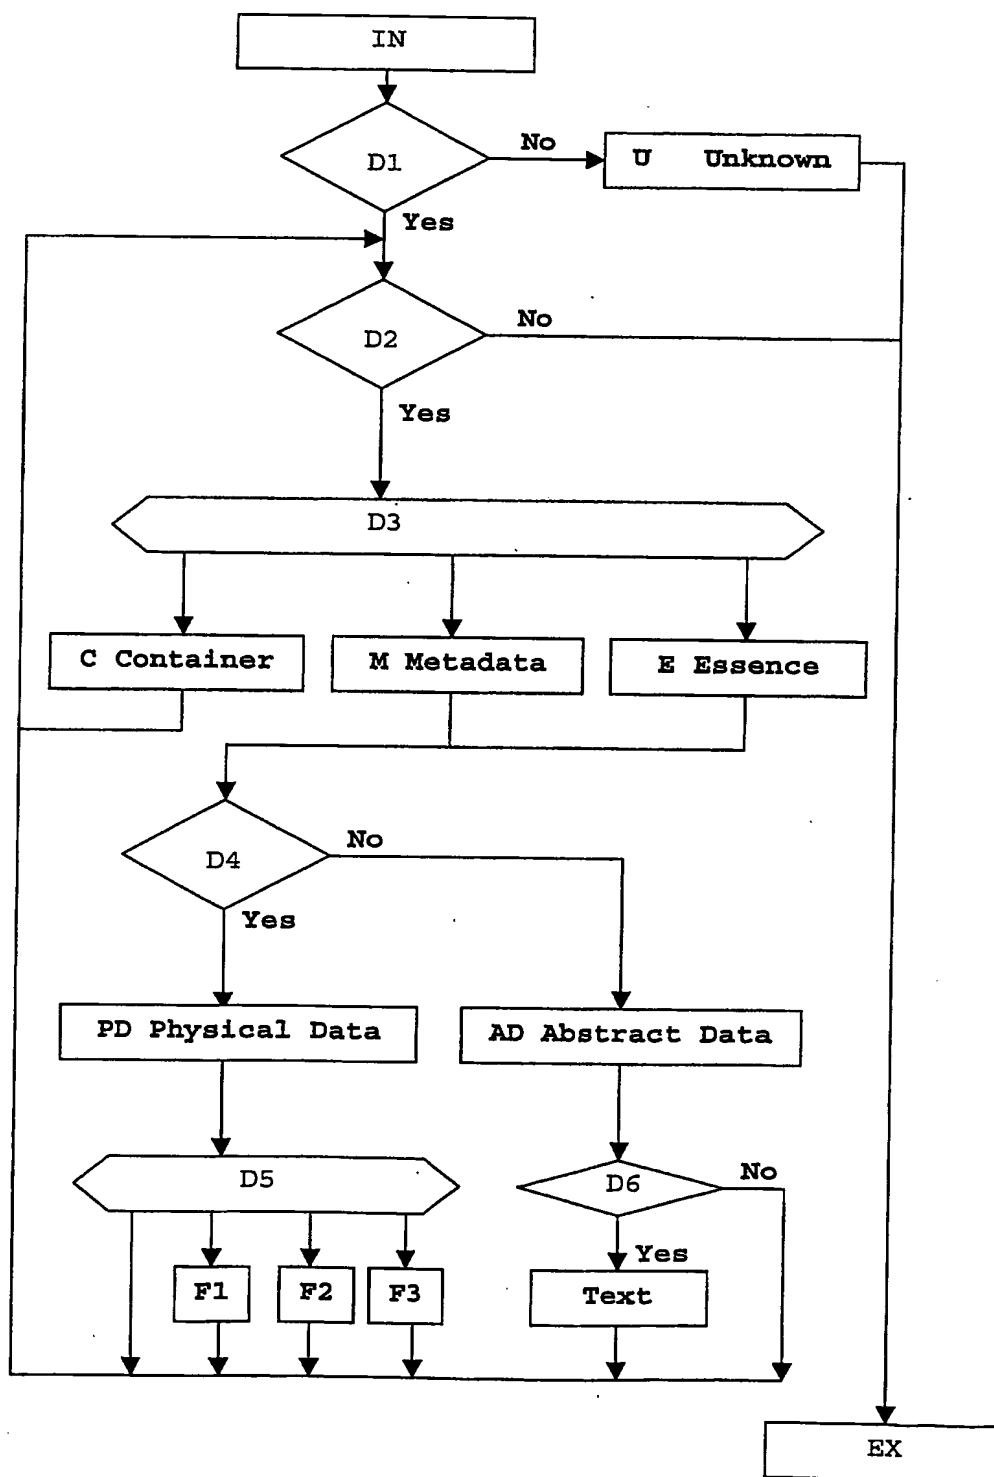 IN
D1
No
U Unknown
Yes
D2
No
Yes
D3
C Container
M Metadata
E Essence
D4
No
Yes
PD Physical Data
AD Abstract Data
D5
D6
No
Yes
F1
F2
F3
Text
EX